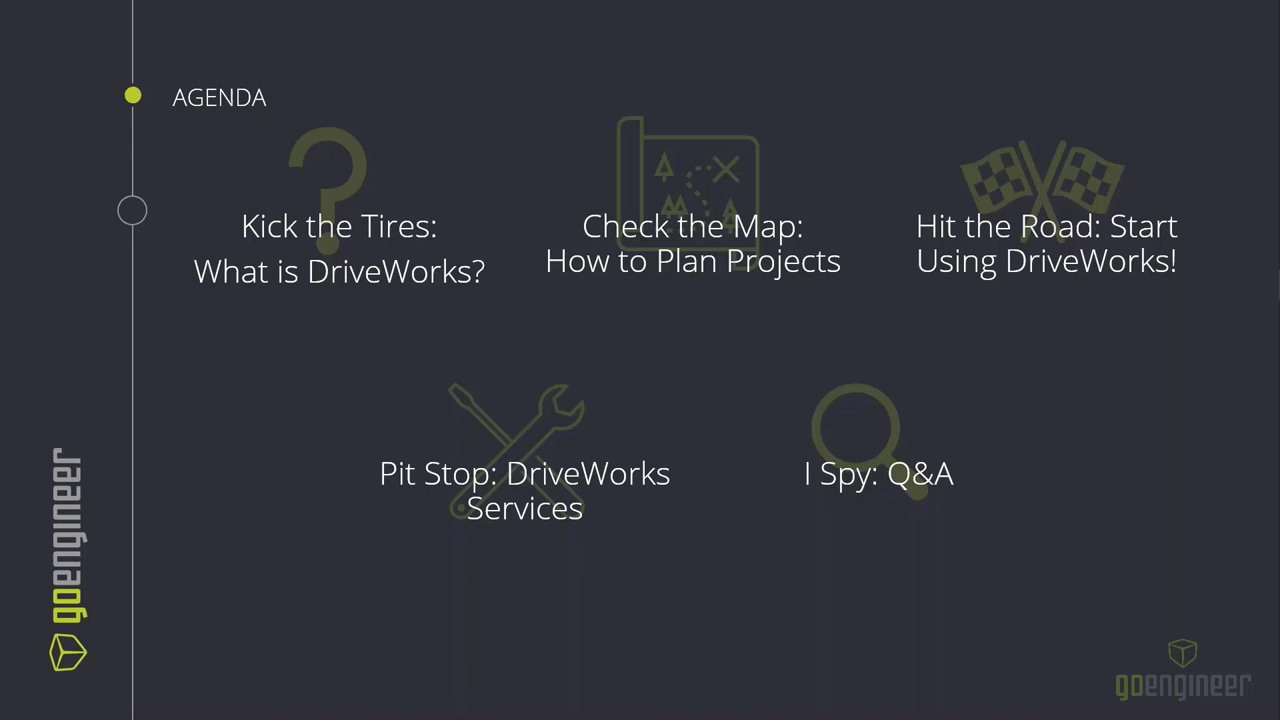 AGENDA
Kick the Tires:
What is DriveWorks?
Check the Map:
How to Plan Projects
Hit the Road: Start
Using DriveWorks!
Pit Stop: DriveWorks
Services
I Spy: Q&A
goengineer
goengineer